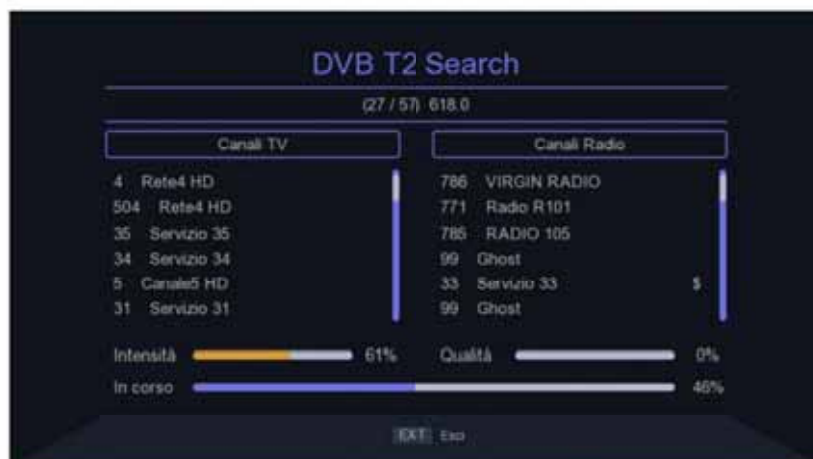 DVB T2 Search
(27 / 57) 618.0
Canali TV
4 Rete4 HD
504 Rete4 HD
35 Servizio 35
34 Servizio 34
5 Canale5 HD
31 Servizio 31
Canali Radio
786 VIRGIN RADIO
771 Radio R101
785 RADIO 105
99 Ghost
33 Servizio 33 $
99 Ghost
Intensità 61%
Qualità 0%
In corso 46%
EXT Esci